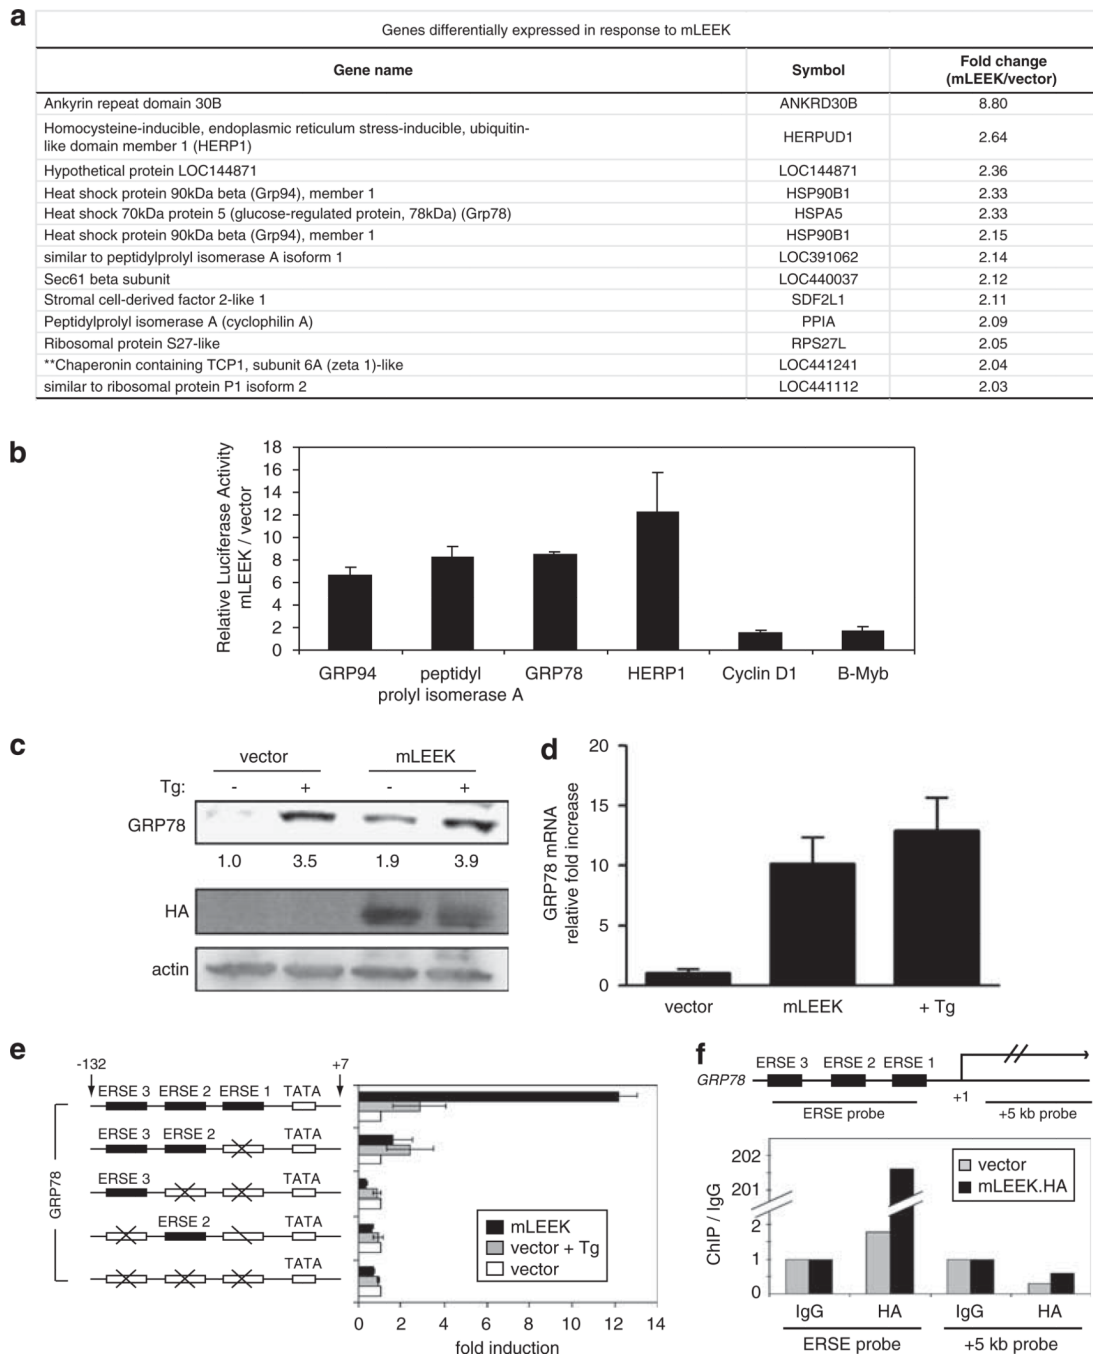 a
Genes differentially expressed in response to mLEEK
Gene name Symbol Fold change
(mLEEK/vector)
Ankyrin repeat domain 30B ANKRD30B 8.80
Homocysteine-inducible, endoplasmic reticulum stress-inducible, ubiquitin-
like domain member 1 (HERP1) HERPUD1 2.64
Hypothetical protein LOC144871 LOC144871 2.36
Heat shock protein 90kDa beta (Grp94), member 1 HSP90B1 2.33
Heat shock 70kDa protein 5 (glucose-regulated protein, 78kDa) (Grp78) HSPA5 2.33
Heat shock protein 90kDa beta (Grp94), member 1 HSP90B1 2.15
similar to peptidylprolyl isomerase A isoform 1 LOC391062 2.14
Sec61 beta subunit LOC440037 2.12
Stromal cell-derived factor 2-like 1 SDF2L1 2.11
Peptidylprolyl isomerase A (cyclophilin A) PPIA 2.09
Ribosomal protein S27-like RPS27L 2.05
**Chaperonin containing TCP1, subunit 6A (zeta 1)-like LOC441241 2.04
similar to ribosomal protein P1 isoform 2 LOC441112 2.03
b
Relative Luciferase Activity
mLEEK / vector
18
16
14
12
10
8
6
4
2
0
GRP94 peptidyl GRP78 HERP1 Cyclin D1 B-Myb
prolyl isomerase A
c
vector mLEEK
Tg: - + - +
GRP78
1.0 3.5 1.9 3.9
HA
actin
d
GRP78 mRNA
relative fold increase
20
15
10
5
0
vector mLEEK + Tg
e
-132 +7
ERSE 3 ERSE 2 ERSE 1 TATA
ERSE 3 ERSE 2 TATA
ERSE 3 TATA
ERSE 2 TATA
TATA
GRP78
mLEEK
vector + Tg
vector
0 2 4 6 8 10 12 14
fold induction
f
ERSE 3 ERSE 2 ERSE 1
GRP78
+1
ERSE probe +5 kb probe
ChIP / IgG
202
201
2
1
0
vector
mLEEK.HA
IgG HA IgG HA
ERSE probe +5 kb probe